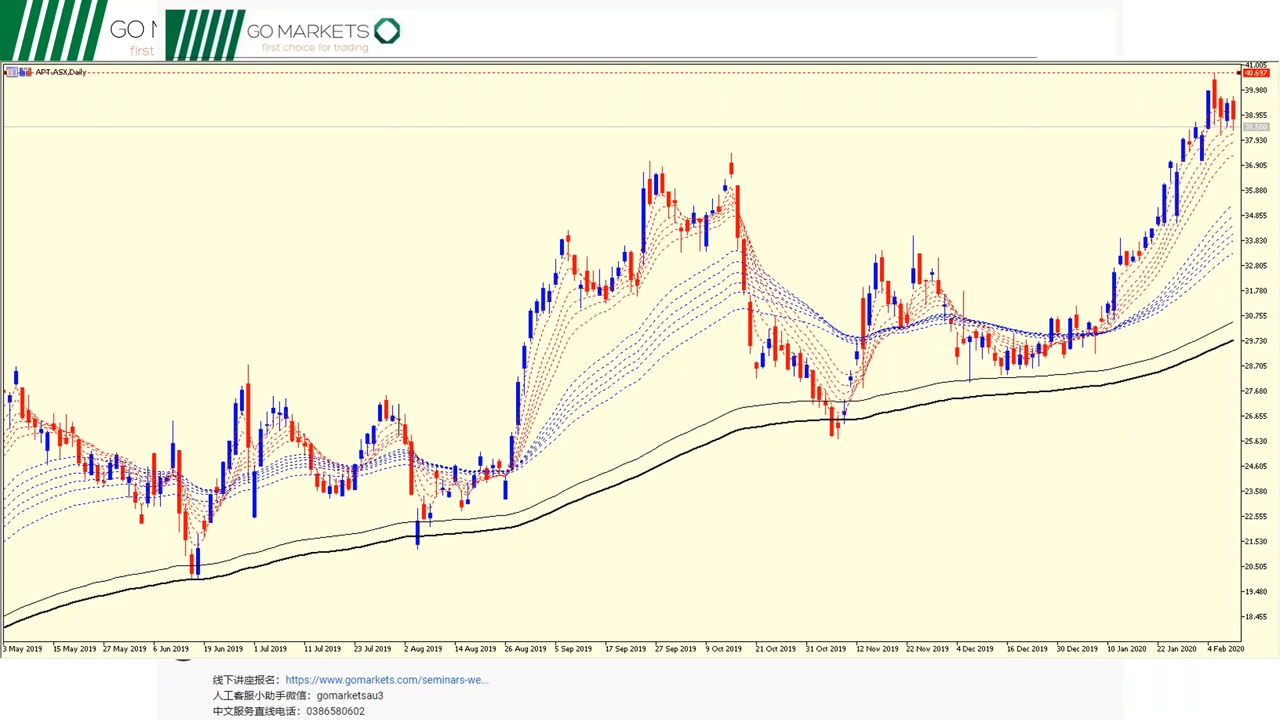 GO M
first
GO MARKETS
first choice for trading
APT.ASX,Daily
41.005
40.697
39.980
38.955
37.930
36.905
35.880
34.855
33.830
32.805
31.780
30.755
29.730
28.705
27.680
26.655
25.630
24.605
23.580
22.555
21.530
20.505
19.480
18.455
3 May 2019 15 May 2019 27 May 2019 6 Jun 2019 19 Jun 2019 1 Jul 2019 11 Jul 2019 23 Jul 2019 2 Aug 2019 14 Aug 2019 26 Aug 2019 5 Sep 2019 17 Sep 2019 27 Sep 2019 9 Oct 2019 21 Oct 2019 31 Oct 2019 12 Nov 2019 22 Nov 2019 4 Dec 2019 16 Dec 2019 30 Dec 2019 10 Jan 2020 22 Jan 2020 4 Feb 2020
线下讲座报名：https://www.gomarkets.com/seminars-we...
人工客服小助手微信：gomarketsau3
中文服务直线电话：0386580602